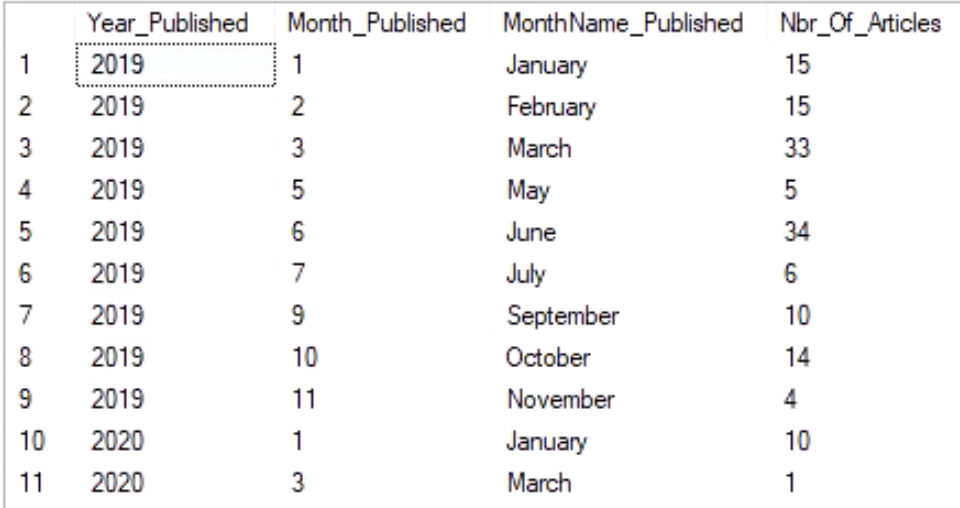 Year_Published Month_Published MonthName_Published Nbr_Of_Articles
1 2019 1 January 15
2 2019 2 February 15
3 2019 3 March 33
4 2019 5 May 5
5 2019 6 June 34
6 2019 7 July 6
7 2019 9 September 10
8 2019 10 October 14
9 2019 11 November 4
10 2020 1 January 10
11 2020 3 March 1